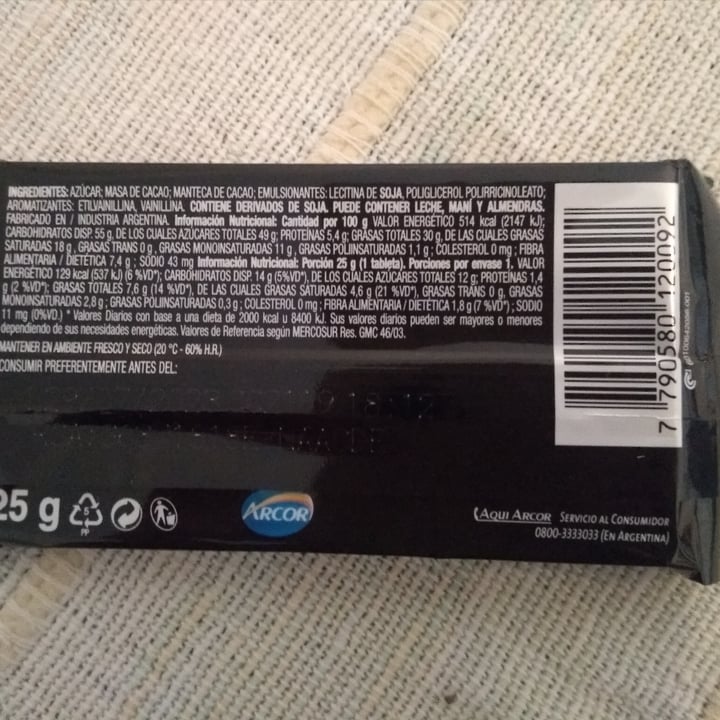 INGREDIENTES: AZÚCAR; MASA DE CACAO; MANTECA DE CACAO; EMULSIONANTES: LECITINA DE SOJA, POLIGLICEROL POLIRRICINOLEATO;
AROMATIZANTES: ETILVAINILLINA, VAINILLINA. CONTIENE DERIVADOS DE SOJA. PUEDE CONTENER LECHE, MANÍ Y ALMENDRAS.
FABRICADO EN / INDUSTRIA ARGENTINA. Información Nutricional: Cantidad por 100 g VALOR ENERGÉTICO 514 kcal (2147 kJ);
CARBOHIDRATOS DISP. 55 g, DE LOS CUALES AZÚCARES TOTALES 49 g; PROTEÍNAS 5,4 g; GRASAS TOTALES 30 g, DE LAS CUALES GRASAS
SATURADAS 18 g , GRASAS TRANS 0 g , GRASAS MONOINSATURADAS 11 g , GRASAS POLIINSATURADAS 1,1 g ; COLESTEROL 0 mg ; FIBRA
ALIMENTARIA / DIETÉTICA 7,4 g ; SODIO 43 mg Información Nutricional: Porción 25 g (1 tableta). Porciones por envase 1. VALOR
ENERGÉTICO 129 kcal (537 kJ) (6 %VD*); CARBOHIDRATOS DISP. 14 g (5%VD*), DE LOS CUALES AZÚCARES TOTALES 12 g; PROTEÍNAS 1,4
g (2 %VD*); GRASAS TOTALES 7,6 g (14 %VD*), DE LAS CUALES GRASAS SATURADAS 4,6 g (21 %VD*), GRASAS TRANS 0 g, GRASAS
MONOINSATURADAS 2,8 g ; GRASAS POLIINSATURADAS 0,3 g ; COLESTEROL 0 mg ; FIBRA ALIMENTARIA / DIETÉTICA 1,8 g (7 %VD*) ; SODIO
11 mg (0%VD.) * Valores Diarios con base a una dieta de 2000 kcal u 8400 kJ. Sus valores diarios pueden ser mayores o menores
dependiendo de sus necesidades energéticas. Valores de Referencia según MERCOSUR Res. GMC 46/03.
MANTENER EN AMBIENTE FRESCO Y SECO (20 °C - 60% H.R.)
CONSUMIR PREFERENTEMENTE ANTES DEL:
25 g
5
PP
ARCOR
AQUI ARCOR SERVICIO AL CONSUMIDOR
0800-3333033 (EN ARGENTINA)
7 790580 120092